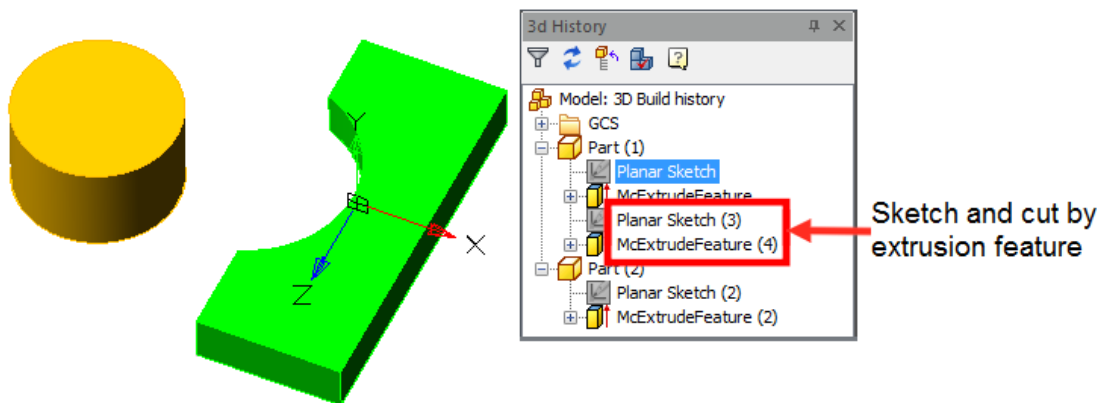 3d History
Model: 3D Build history
GCS
Part (1)
Planar Sketch
McExtrudeFeature
Planar Sketch (3)
McExtrudeFeature (4)
Part (2)
Planar Sketch (2)
McExtrudeFeature (2)
Sketch and cut by
extrusion feature
Y
X
Z